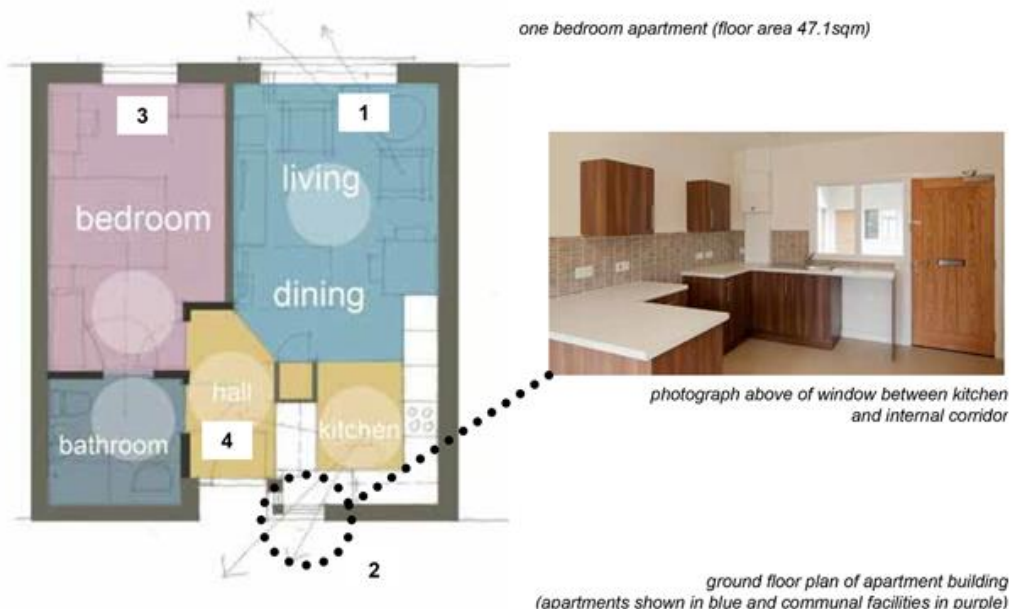 one bedroom apartment (floor area 47.1sqm)
3
1
living
bedroom
dining
hall
kitchen
bathroom
4
2
photograph above of window between kitchen
and internal corridor
ground floor plan of apartment building
(apartments shown in blue and communal facilities in purple)